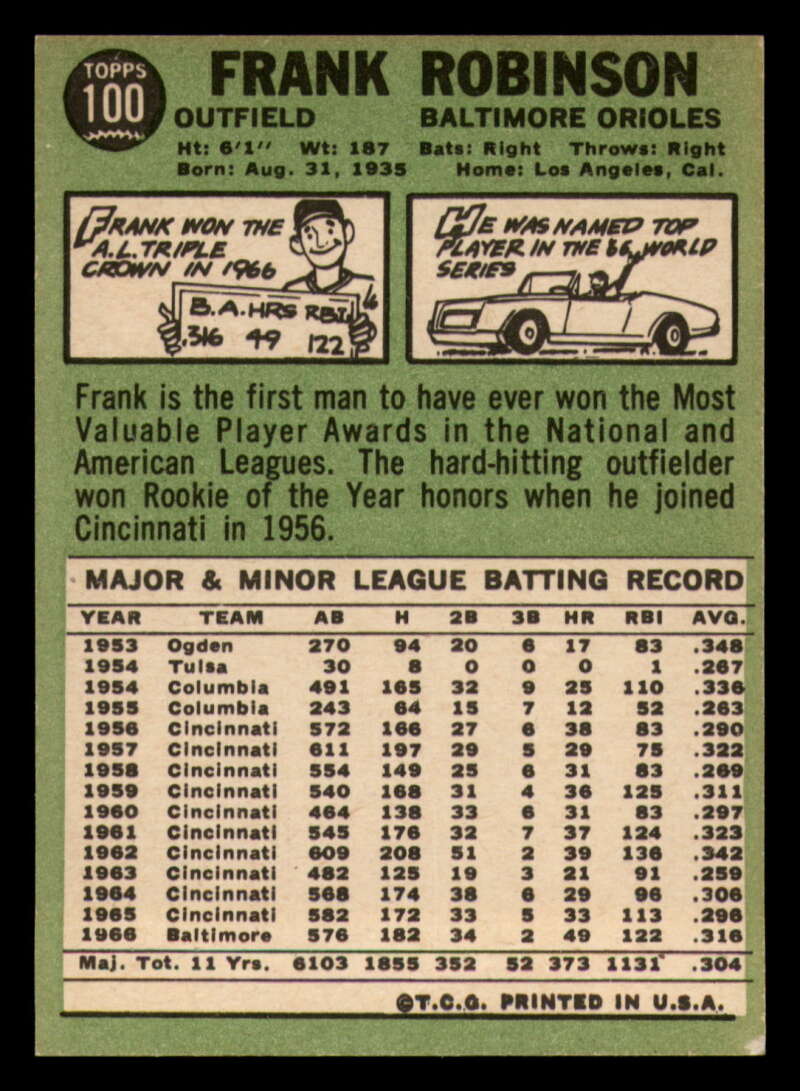 TOPPS
100
FRANK ROBINSON
OUTFIELD BALTIMORE ORIOLES
Ht: 6'1" Wt: 187 Bats: Right Throws: Right
Born: Aug. 31, 1935 Home: Los Angeles, Cal.
FRANK WON THE
A.L. TRIPLE
CROWN IN 1966
B.A. HRS RBI
.316 49 122
HE WAS NAMED TOP
PLAYER IN THE 66 WORLD
SERIES
Frank is the first man to have ever won the Most
Valuable Player Awards in the National and
American Leagues. The hard-hitting outfielder
won Rookie of the Year honors when he joined
Cincinnati in 1956.
MAJOR & MINOR LEAGUE BATTING RECORD
YEAR TEAM AB H 2B 3B HR RBI AVG.
1953 Ogden 270 94 20 6 17 83 .348
1954 Tulsa 30 8 0 0 0 1 .267
1954 Columbia 491 165 32 9 25 110 .336
1955 Columbia 243 64 15 7 12 52 .263
1956 Cincinnati 572 166 27 6 38 83 .290
1957 Cincinnati 611 197 29 5 29 75 .322
1958 Cincinnati 554 149 25 6 31 83 .269
1959 Cincinnati 540 168 31 4 36 125 .311
1960 Cincinnati 464 138 33 6 31 83 .297
1961 Cincinnati 545 176 32 7 37 124 .323
1962 Cincinnati 609 208 51 2 39 136 .342
1963 Cincinnati 482 125 19 3 21 91 .259
1964 Cincinnati 568 174 38 6 29 96 .306
1965 Cincinnati 582 172 33 5 33 113 .296
1966 Baltimore 576 182 34 2 49 122 .316
Maj. Tot. 11 Yrs. 6103 1855 352 52 373 1131 .304
©T.C.G. PRINTED IN U.S.A.